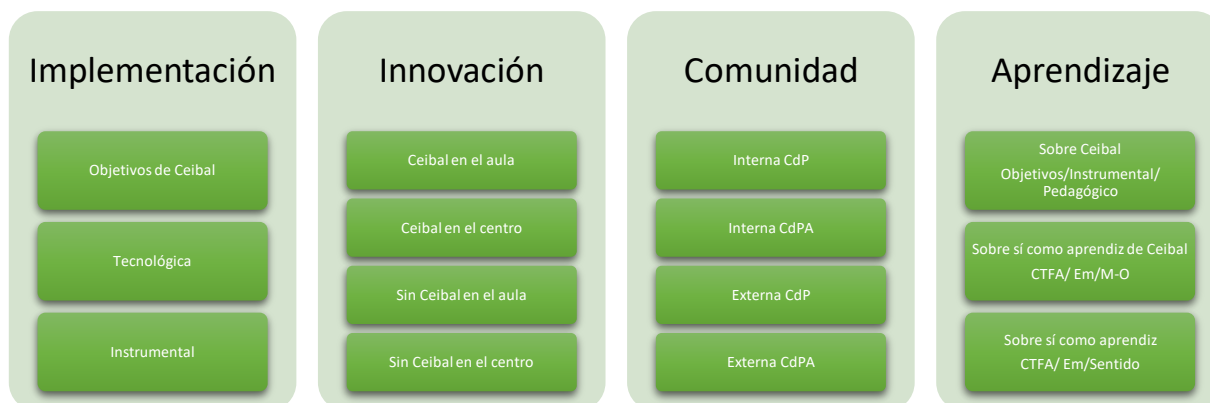 Implementación
Objetivos de Ceibal
Tecnológica
Instrumental
Innovación
Ceibal en el aula
Ceibal en el centro
Sin Ceibal en el aula
Sin Ceibal en el centro
Comunidad
Interna CdP
Interna CdPA
Externa CdP
Externa CdPA
Aprendizaje
Sobre Ceibal
Objetivos/Instrumental/
Pedagógico
Sobre sí como aprendiz de Ceibal
CTFA/ Em/M-O
Sobre sí como aprendiz
CTFA/ Em/Sentido